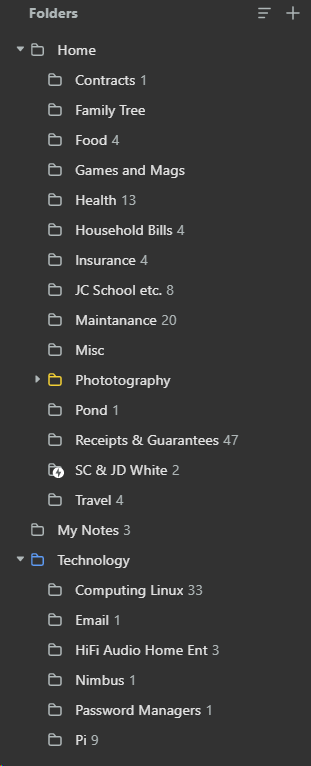 Folders
Home
Contracts 1
Family Tree
Food 4
Games and Mags
Health 13
Household Bills 4
Insurance 4
JC School etc. 8
Maintanance 20
Misc
Phototography
Pond 1
Receipts & Guarantees 47
SC & JD White 2
Travel 4
My Notes 3
Technology
Computing Linux 33
Email 1
HiFi Audio Home Ent 3
Nimbus 1
Password Managers 1
Pi 9